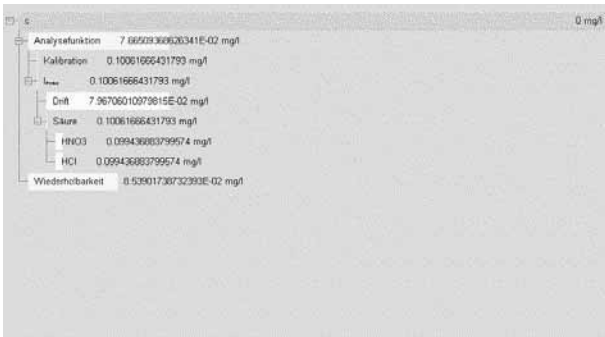 c 0 mg/l
Analysefunktion 7.66509368626341E-02 mg/l
Kalibration 0.10061666431793 mg/l
0.10061666431793 mg/l
Drift 7.96706010979815E-02 mg/l
Säure 0.10061666431793 mg/l
HNO3 0.099436883799574 mg/l
HCl 0.099436883799574 mg/l
Wiederholbarkeit 8.53901738732393E-02 mg/l